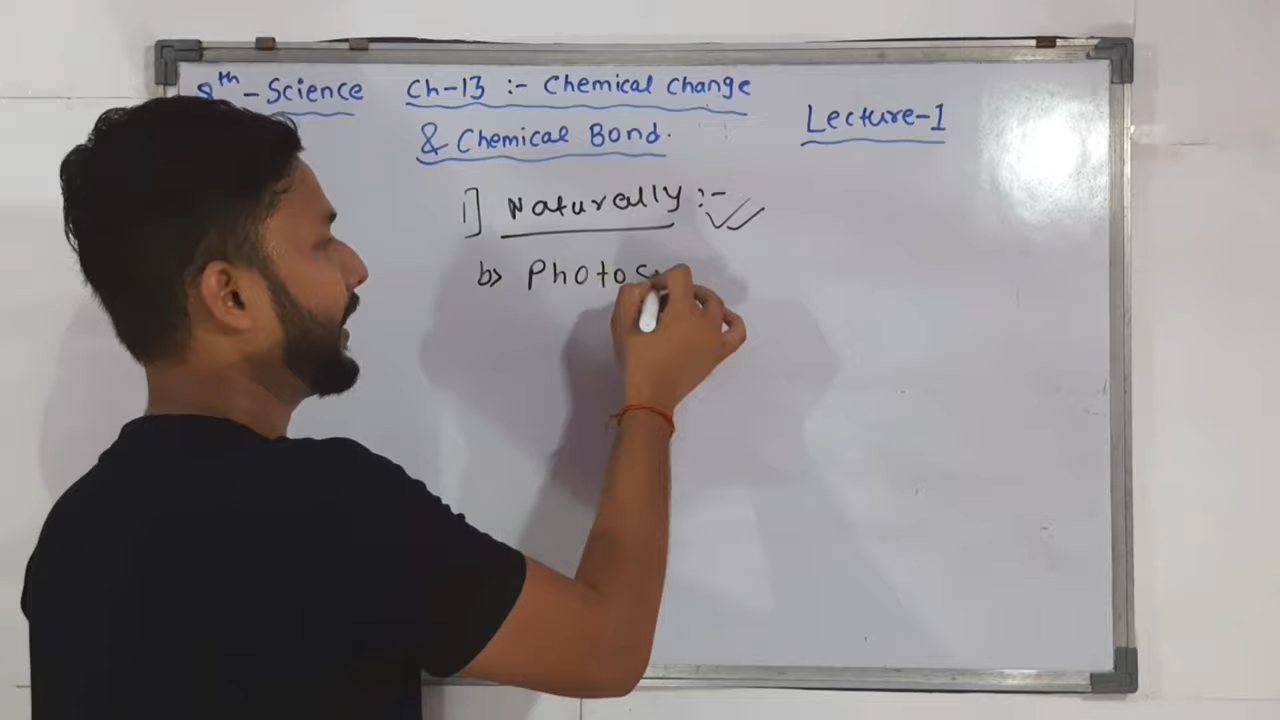 8th - Science Ch-13 :- Chemical Change
& Chemical Bond.
Lecture-1
1] Naturally :-
b> Photos